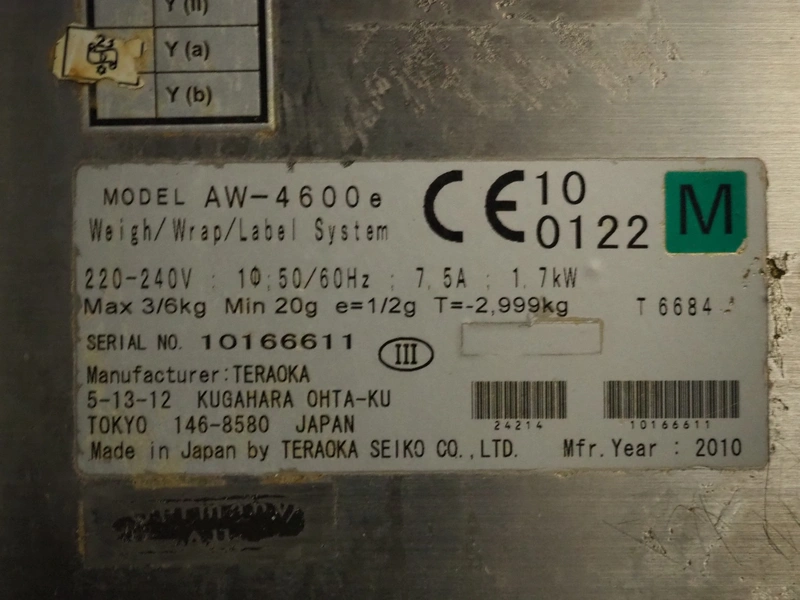 Y (II)
Y (a)
Y (b)
MODEL AW-4600e
CE 10
0122
M
Weigh/Wrap/Label System
220-240V : 1Φ;50/60Hz : 7,5A : 1.7kW
Max 3/6kg Min 20g e=1/2g T=-2,999kg
T 6684
SERIAL NO. 10166611
III
Manufacturer:TERAOKA
5-13-12 KUGAHARA OHTA-KU
TOKYO 146-8580 JAPAN
24214
10166611
Made in Japan by TERAOKA SEIKO CO.,LTD.
Mfr.Year : 2010